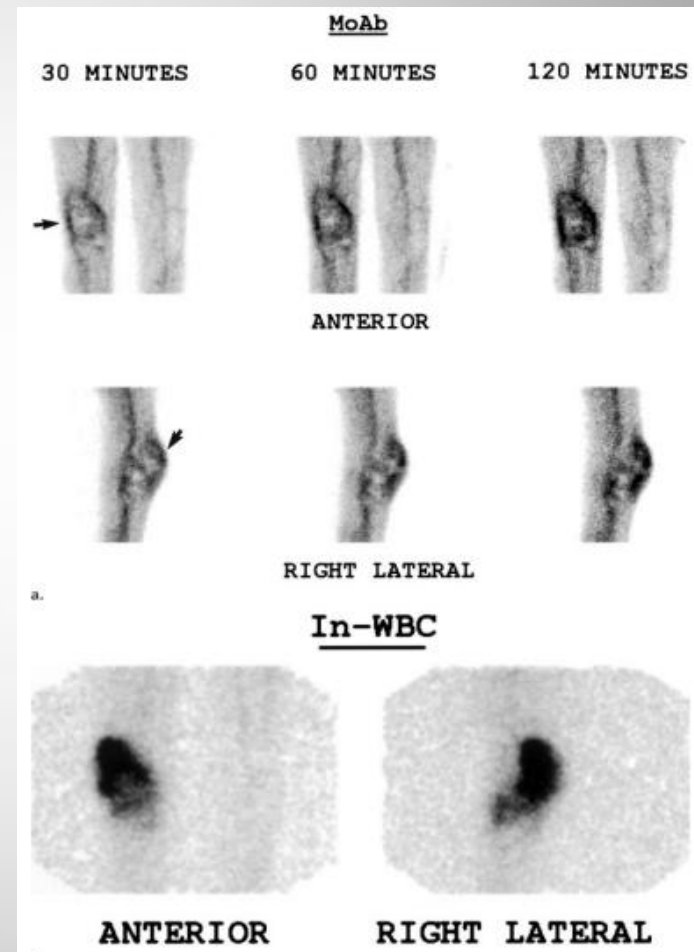 MoAb
30 MINUTES 60 MINUTES 120 MINUTES
ANTERIOR
RIGHT LATERAL
a.
In-WBC
ANTERIOR RIGHT LATERAL